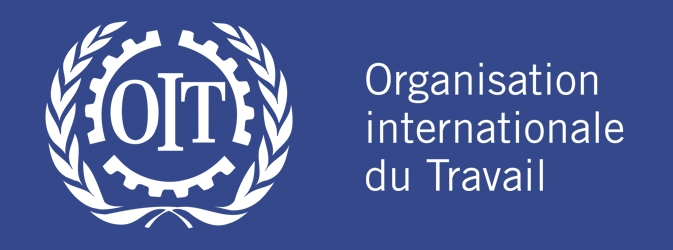 OIT
Organisation
internationale
du Travail